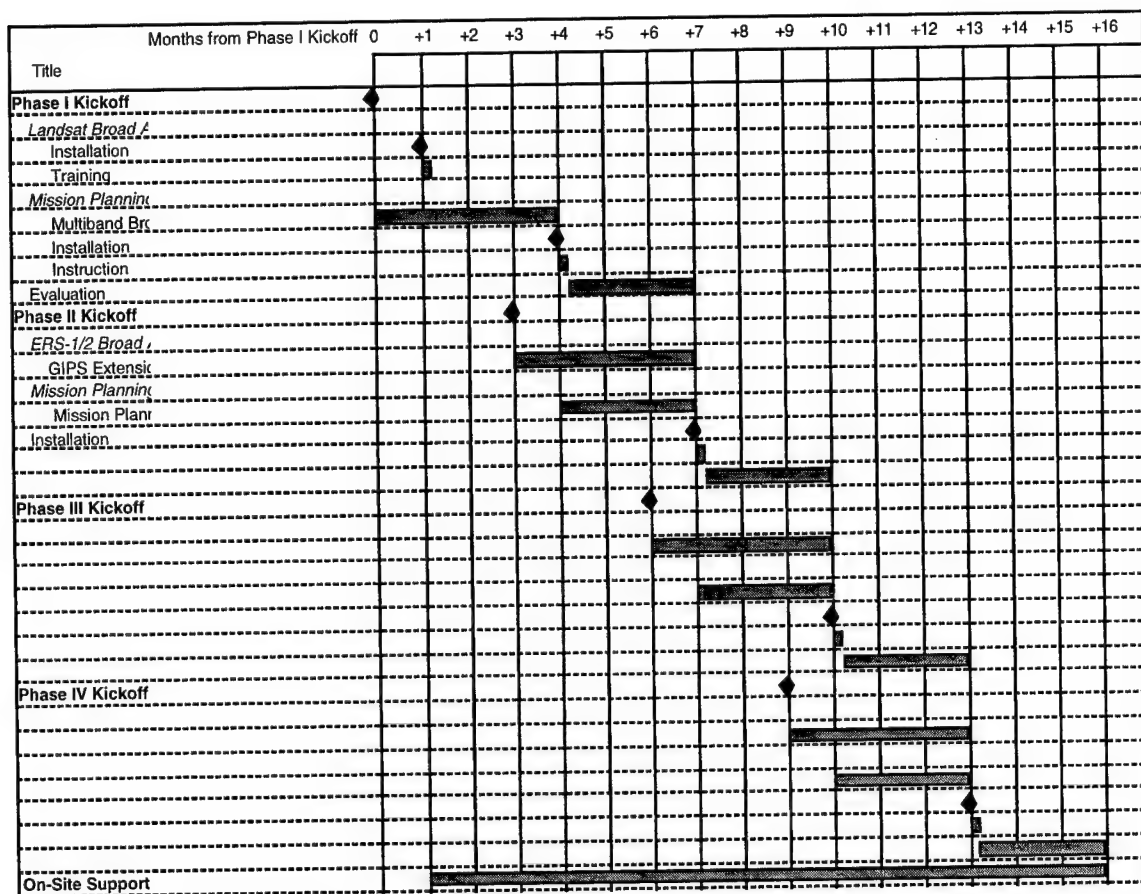 Months from Phase I Kickoff 0 +1 +2 +3 +4 +5 +6 +7 +8 +9 +10 +11 +12 +13 +14 +15 +16
Title
Phase I Kickoff
Landsat Broad A
Installation
Training
Mission Planning
Multiband Bro
Installation
Instruction
Evaluation
Phase II Kickoff
ERS-1/2 Broad
GIPS Extensio
Mission Planning
Mission Plann
Installation
Phase III Kickoff
Phase IV Kickoff
On-Site Support